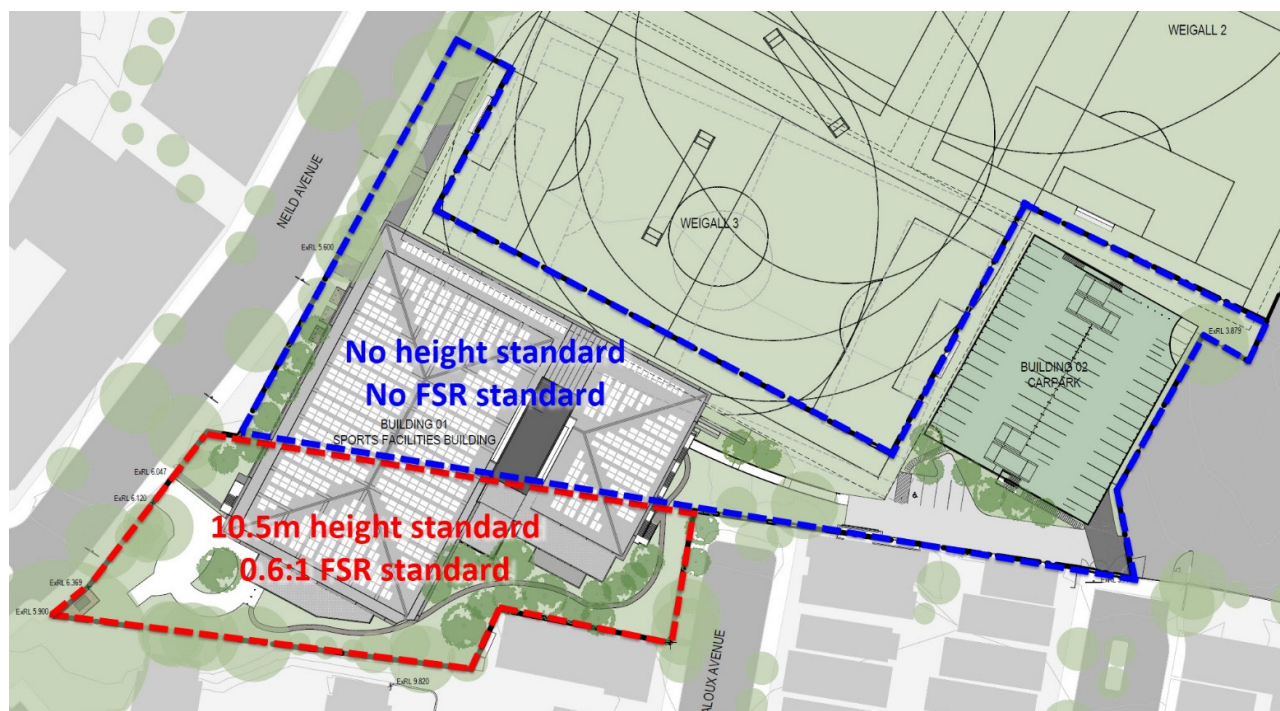 WEIGALL 2
NEILD AVENUE
WEIGALL 3
ExRL 5.600
ExRL 3.879
No height standard
No FSR standard
BUILDING 02
CARPARK
BUILDING 01
SPORTS FACILITIES BUILDING
ExRL 6.047
ExRL 6.120
10.5m height standard
0.6:1 FSR standard
ExRL 6.369
ExRL 5.900
ExRL 9.820
ALOUX AVENUE